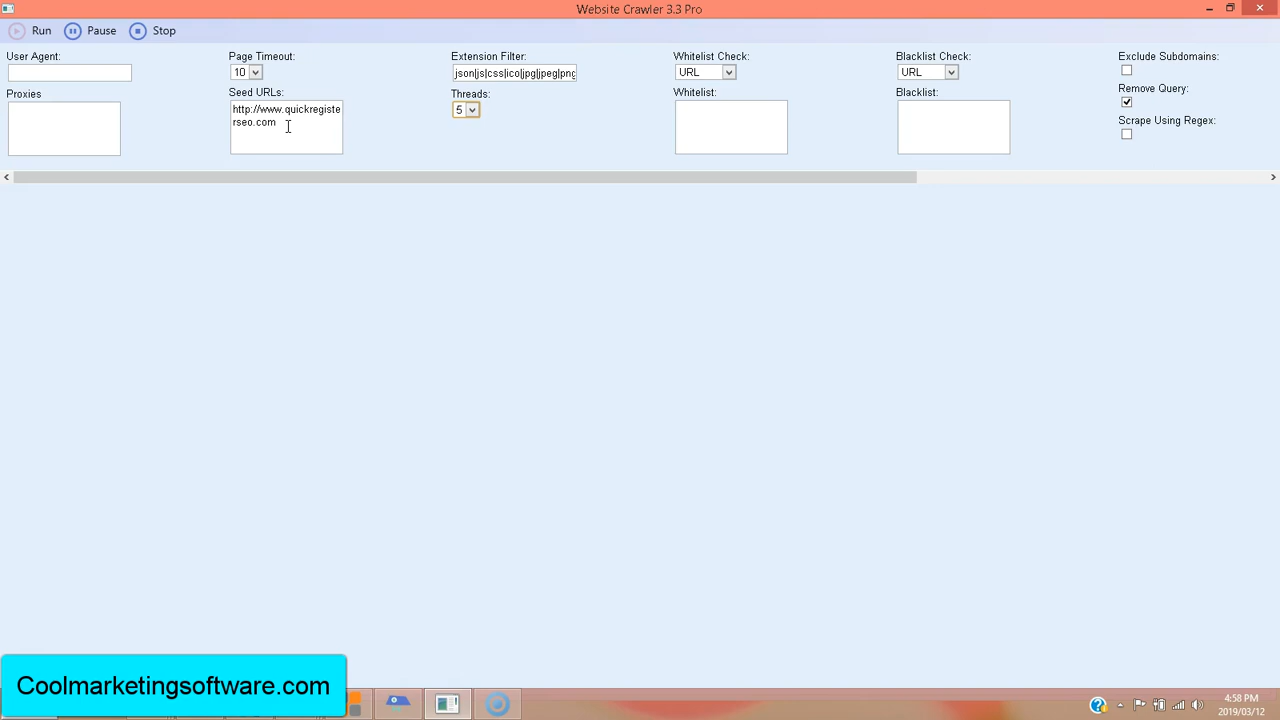 Website Crawler 3.3 Pro
Run Pause Stop
User Agent: Page Timeout: Extension Filter: Whitelist Check: Blacklist Check: Exclude Subdomains:
10 json|js|css|ico|jpg|jpeg|png URL URL
Proxies Seed URLs: Threads: Whitelist: Blacklist: Remove Query:
http://www.quickregiste
rseo.com
5
Scrape Using Regex:
Coolmarketingsoftware.com
4:58 PM
2019/03/12